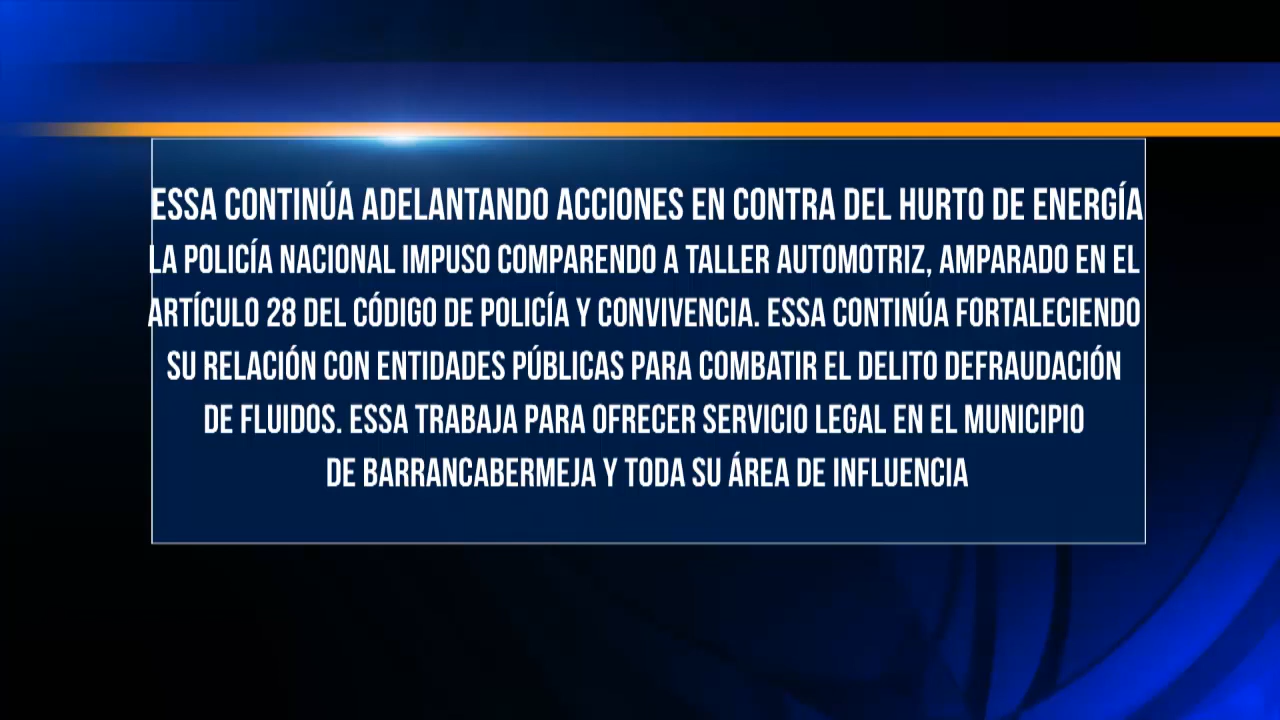 ESSA CONTINÚA ADELANTANDO ACCIONES EN CONTRA DEL HURTO DE ENERGÍA
LA POLICÍA NACIONAL IMPUSO COMPARENDO A TALLER AUTOMOTRIZ, AMPARADO EN EL
ARTÍCULO 28 DEL CÓDIGO DE POLICÍA Y CONVIVENCIA. ESSA CONTINÚA FORTALECIENDO
SU RELACIÓN CON ENTIDADES PÚBLICAS PARA COMBATIR EL DELITO DEFRAUDACIÓN
DE FLUIDOS. ESSA TRABAJA PARA OFRECER SERVICIO LEGAL EN EL MUNICIPIO
DE BARRANCABERMEJA Y TODA SU ÁREA DE INFLUENCIA